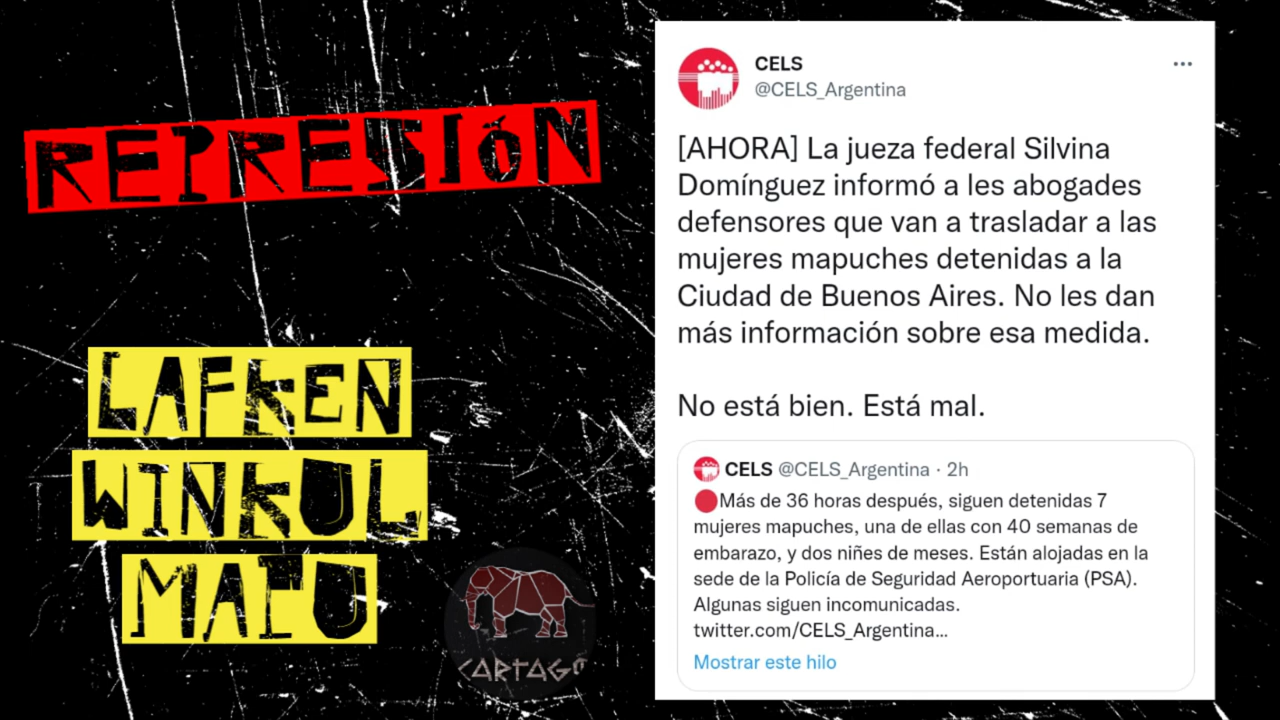 REPRESIÓN
LAFKEN
WINKUL
MAPU
CARTAGO
CELS
@CELS_Argentina
[AHORA] La jueza federal Silvina
Domínguez informó a les abogades
defensores que van a trasladar a las
mujeres mapuches detenidas a la
Ciudad de Buenos Aires. No les dan
más información sobre esa medida.
No está bien. Está mal.
CELS @CELS_Argentina · 2h
🔴Más de 36 horas después, siguen detenidas 7
mujeres mapuches, una de ellas con 40 semanas de
embarazo, y dos niñes de meses. Están alojadas en la
sede de la Policía de Seguridad Aeroportuaria (PSA).
Algunas siguen incomunicadas.
twitter.com/CELS_Argentina…
Mostrar este hilo